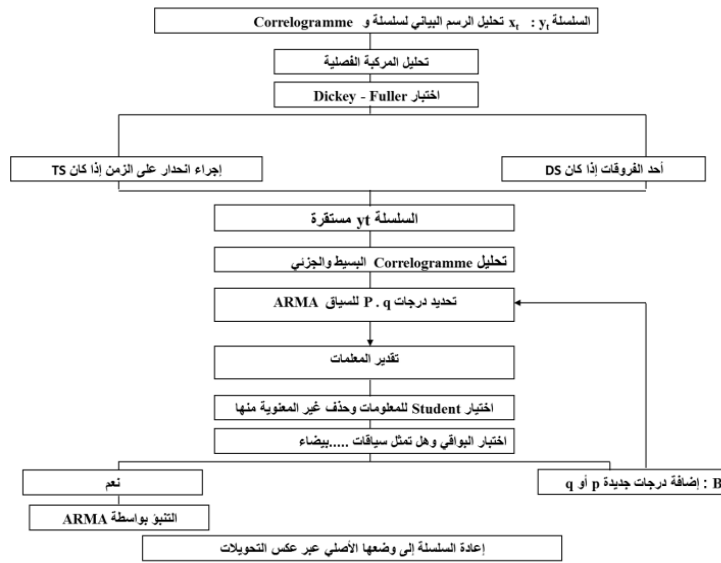 السلسلة yt : xt تحليل الرسم البياني لسلسلة و Correlogramme
تحليل المركبة الفصلية
اختبار Dickey - Fuller
أحد الفروقات إذا كان DS
إجراء انحدار على الزمن إذا كان TS
السلسلة yt مستقرة
تحليل Correlogramme البسيط والجزئي
تحديد درجات P . q للسياق ARMA
تقدير المعلمات
اختبار Student للمعلومات وحذف غير المعنوية منها
اختبار البواقي وهل تمثل سياقات .....بيضاء
B : إضافة درجات جديدة p أو q
نعم
التنبؤ بواسطة ARMA
إعادة السلسلة إلى وضعها الأصلي عبر عكس التحويلات